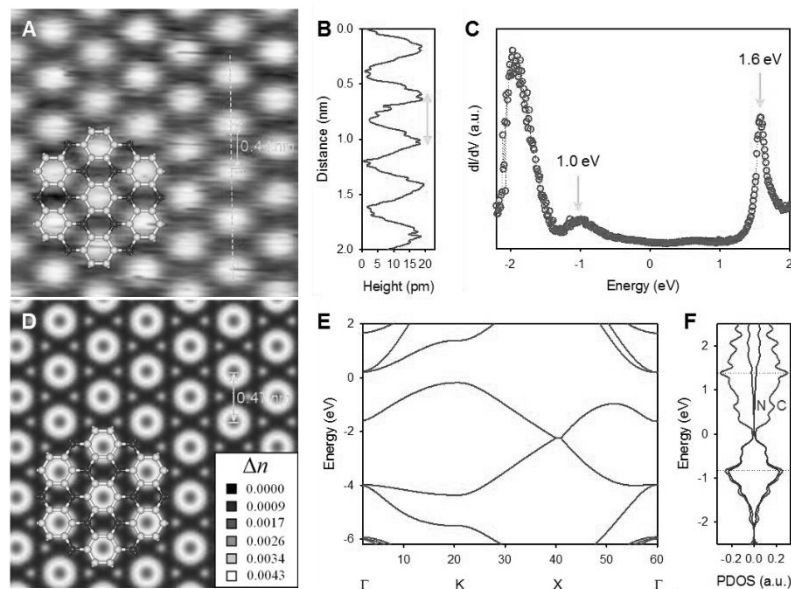 A
0.44 nm
B
0.0
0.5
1.0
1.5
2.0
Distance (nm)
0 5 10 15 20
Height (pm)
C
dI/dV (a.u.)
1.6 eV
1.0 eV
-2 -1 0 1 2
Energy (eV)
D
0.47 nm
Δn
0.0000
0.0009
0.0017
0.0026
0.0034
0.0043
E
2
0
-2
-4
-6
Energy (eV)
10 20 30 40 50 60
Γ K X Γ
F
2
1
0
-1
-2
Energy (eV)
N C
-0.2 0.0 0.2
PDOS (a.u.)